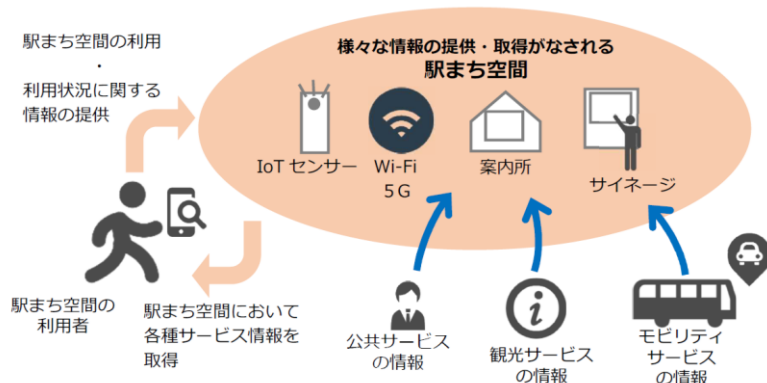 駅まち空間の利用
・
利用状況に関する
情報の提供
様々な情報の提供・取得がなされる
駅まち空間
IoT センサー
Wi-Fi
5G
案内所
サイネージ
駅まち空間の
利用者
駅まち空間において
各種サービス情報を
取得
公共サービス
の情報
観光サービス
の情報
モビリティ
サービス
の情報